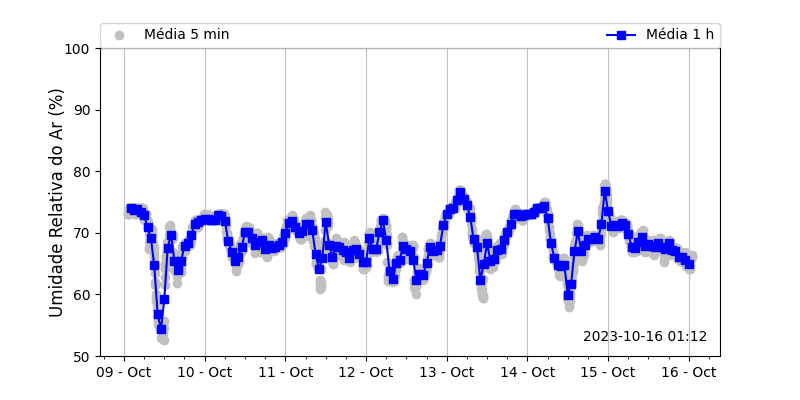 Média 5 min
Média 1 h
Umidade Relativa do Ar (%)
100
90
80
70
60
50
2023-10-16 01:12
09 - Oct
10 - Oct
11 - Oct
12 - Oct
13 - Oct
14 - Oct
15 - Oct
16 - Oct